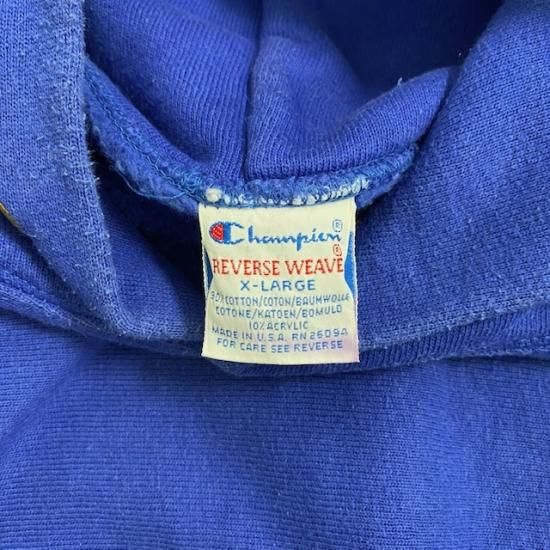 Champion®
REVERSE WEAVE®
X-LARGE
90% COTTON/COTON/BAUMWOLLE
COTONE/KATOEN/BOMULD
10% ACRYLIC
MADE IN U.S.A. RN 26094
FOR CARE SEE REVERSE